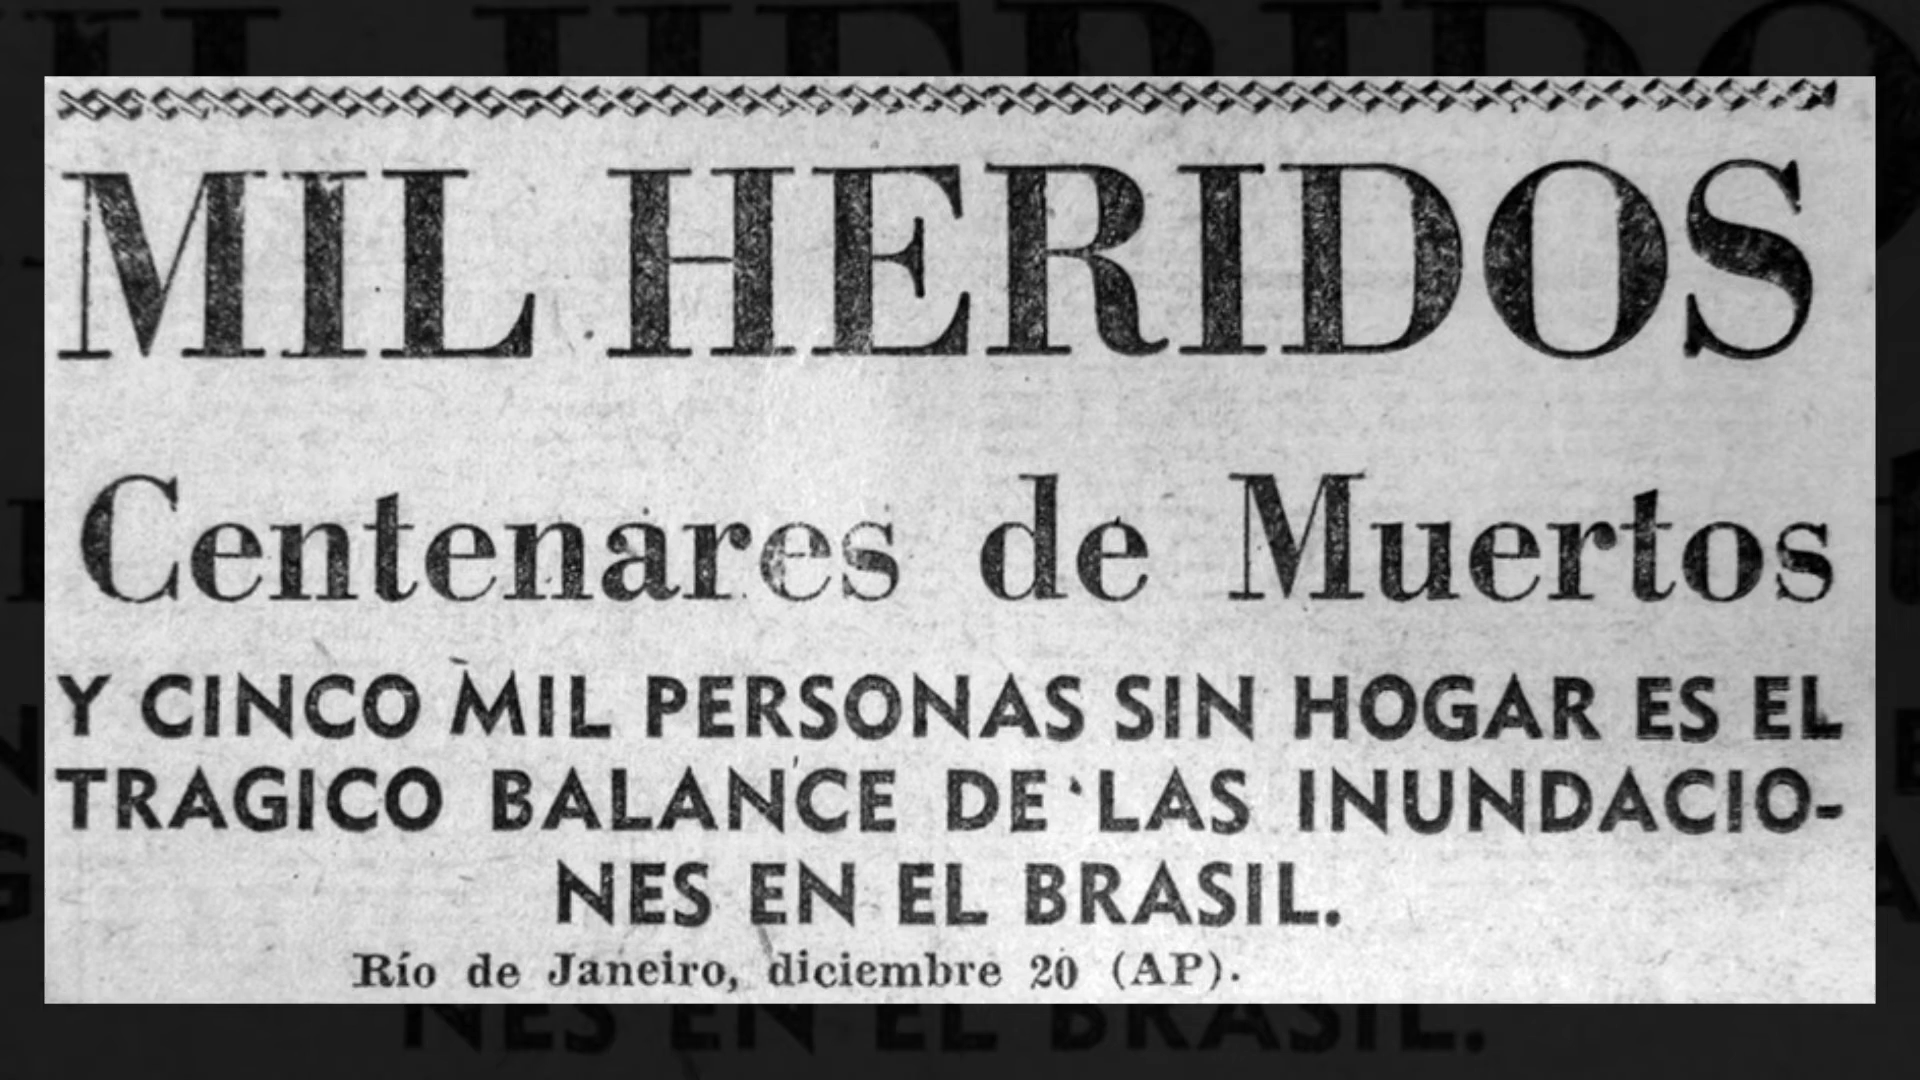 MIL HERIDOS
Centenares de Muertos
Y CINCO MIL PERSONAS SIN HOGAR ES EL
TRAGICO BALANCE DE LAS INUNDACIO-
NES EN EL BRASIL.
Río de Janeiro, diciembre 20 (AP).